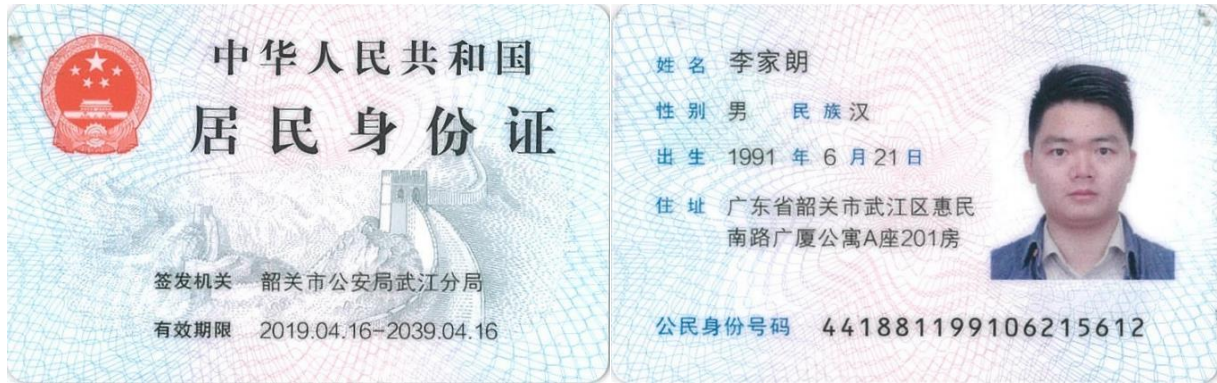 中华人民共和国
居民身份证
签发机关 韶关市公安局武江分局
有效期限 2019.04.16-2039.04.16
姓名 李家朗
性别 男 民族 汉
出生 1991 年 6 月 21 日
住址 广东省韶关市武江区惠民
南路广厦公寓A座201房
公民身份号码 441881199106215612